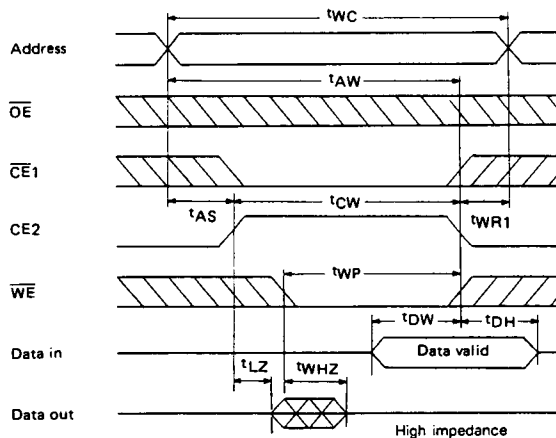 tWC
Address
tAW
OE
CE1
tAS
tCW
tWR1
CE2
tWP
WE
tDW
tDH
Data in
Data valid
tLZ
tWHZ
Data out
High impedance